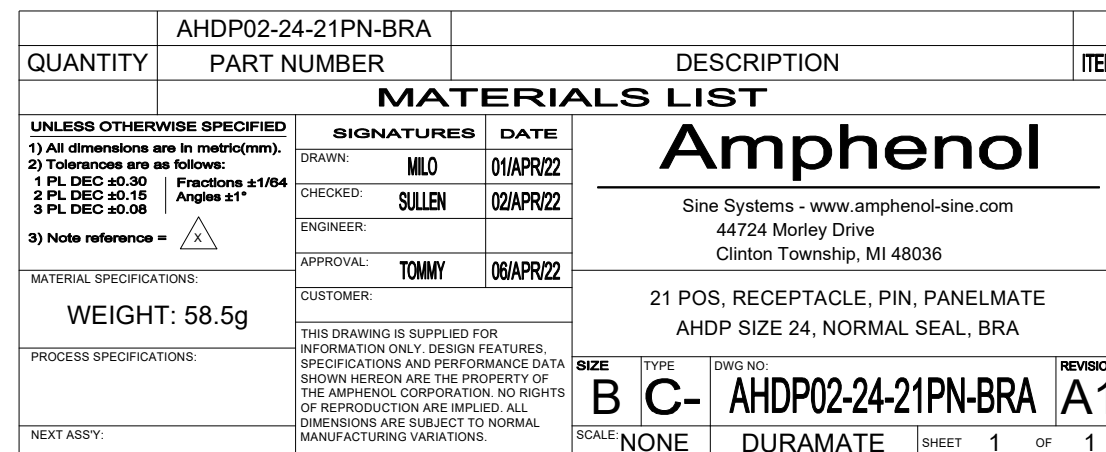 AHDP02-24-21PN-BRA
QUANTITY PART NUMBER DESCRIPTION
MATERIALS LIST
UNLESS OTHERWISE SPECIFIED
1) All dimensions are in metric(mm).
2) Tolerances are as follows:
1 PL DEC ±0.30 Fractions ±1/64
2 PL DEC ±0.15 Angles ±1°
3 PL DEC ±0.08
3) Note reference = X
MATERIAL SPECIFICATIONS:
WEIGHT: 58.5g
PROCESS SPECIFICATIONS:
NEXT ASS'Y:
SIGNATURES DATE
DRAWN: MILO 01/APR/22
CHECKED: SULLEN 02/APR/22
ENGINEER:
APPROVAL: TOMMY 06/APR/22
CUSTOMER:
THIS DRAWING IS SUPPLIED FOR
INFORMATION ONLY. DESIGN FEATURES,
SPECIFICATIONS AND PERFORMANCE DATA
SHOWN HEREON ARE THE PROPERTY OF
THE AMPHENOL CORPORATION. NO RIGHTS
OF REPRODUCTION ARE IMPLIED. ALL
DIMENSIONS ARE SUBJECT TO NORMAL
MANUFACTURING VARIATIONS.
Amphenol
Sine Systems - www.amphenol-sine.com
44724 Morley Drive
Clinton Township, MI 48036
21 POS, RECEPTACLE, PIN, PANELMATE
AHDP SIZE 24, NORMAL SEAL, BRA
SIZE TYPE DWG NO:
B C- AHDP02-24-21PN-BRA A1
SCALE: NONE DURAMATE SHEET 1 OF 1